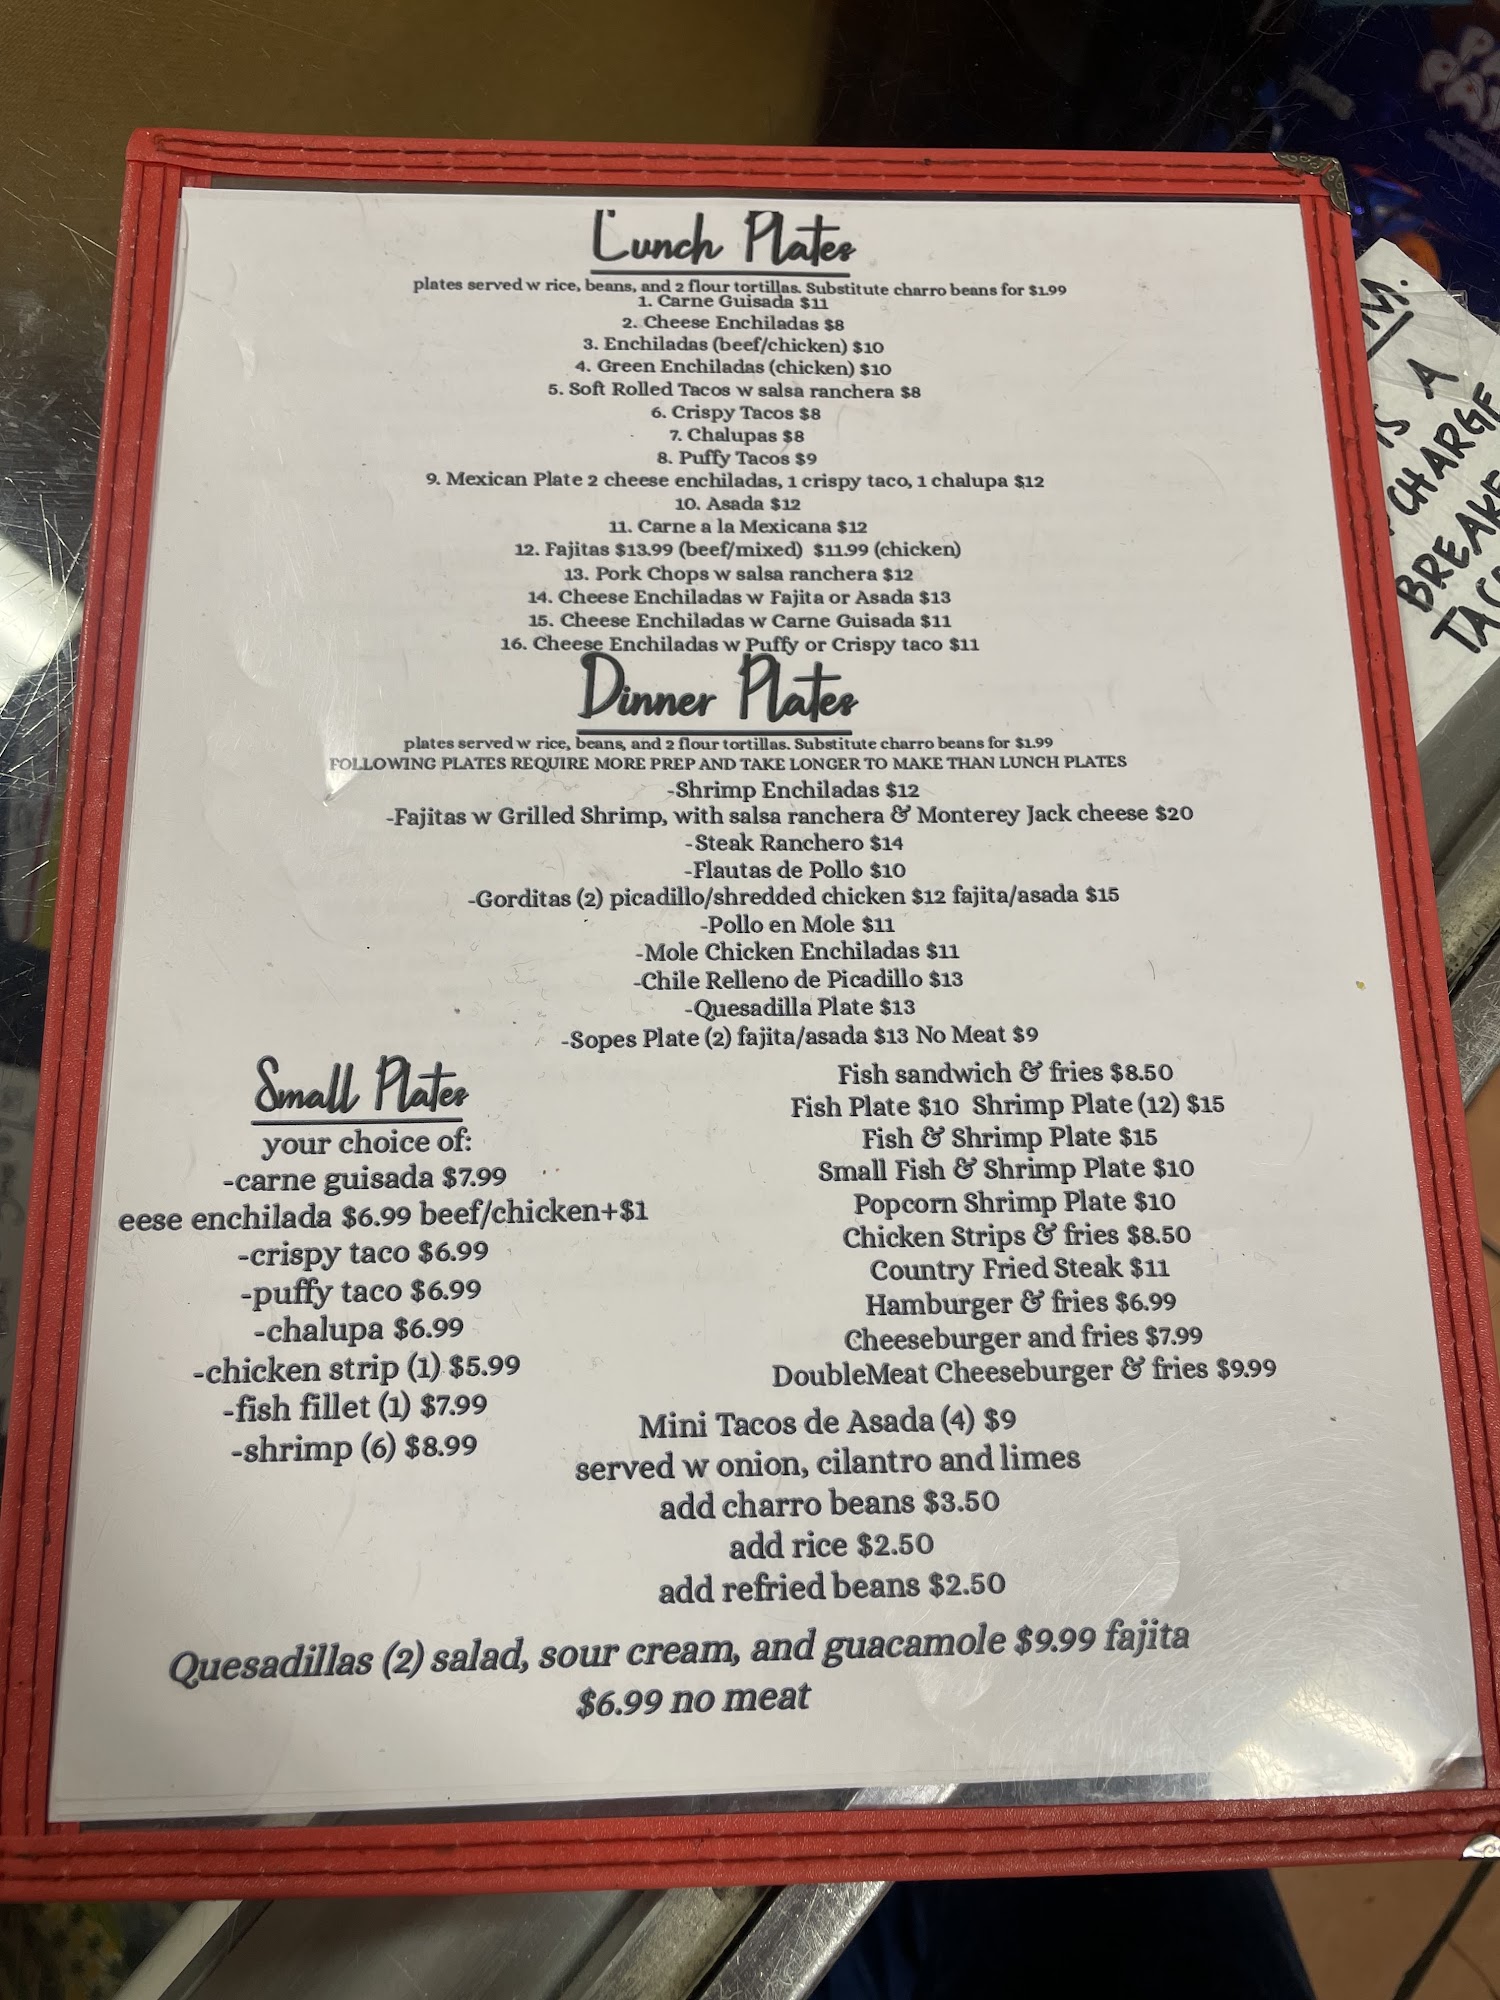 Lunch Plates
plates served w rice, beans, and 2 flour tortillas. Substitute charro beans for $1.99
1. Carne Guisada $11
2. Cheese Enchiladas $8
3. Enchiladas (beef/chicken) $10
4. Green Enchiladas (chicken) $10
5. Soft Rolled Tacos w salsa ranchera $8
6. Crispy Tacos $8
7. Chalupas $8
8. Puffy Tacos $9
9. Mexican Plate 2 cheese enchiladas, 1 crispy taco, 1 chalupa $12
10. Asada $12
11. Carne a la Mexicana $12
12. Fajitas $13.99 (beef/mixed) $11.99 (chicken)
13. Pork Chops w salsa ranchera $12
14. Cheese Enchiladas w Fajita or Asada $13
15. Cheese Enchiladas w Carne Guisada $11
16. Cheese Enchiladas w Puffy or Crispy taco $11
Dinner Plates
plates served w rice, beans, and 2 flour tortillas. Substitute charro beans for $1.99
FOLLOWING PLATES REQUIRE MORE PREP AND TAKE LONGER TO MAKE THAN LUNCH PLATES
-Shrimp Enchiladas $12
-Fajitas w Grilled Shrimp, with salsa ranchera & Monterey Jack cheese $20
-Steak Ranchero $14
-Flautas de Pollo $10
-Gorditas (2) picadillo/shredded chicken $12 fajita/asada $15
-Pollo en Mole $11
-Mole Chicken Enchiladas $11
-Chile Relleno de Picadillo $13
-Quesadilla Plate $13
-Sopes Plate (2) fajita/asada $13 No Meat $9
Small Plates
your choice of:
-carne guisada $7.99
eese enchilada $6.99 beef/chicken+$1
-crispy taco $6.99
-puffy taco $6.99
-chalupa $6.99
-chicken strip (1) $5.99
-fish fillet (1) $7.99
-shrimp (6) $8.99
Fish sandwich & fries $8.50
Fish Plate $10 Shrimp Plate (12) $15
Fish & Shrimp Plate $15
Small Fish & Shrimp Plate $10
Popcorn Shrimp Plate $10
Chicken Strips & fries $8.50
Country Fried Steak $11
Hamburger & fries $6.99
Cheeseburger and fries $7.99
DoubleMeat Cheeseburger & fries $9.99
Mini Tacos de Asada (4) $9
served w onion, cilantro and limes
add charro beans $3.50
add rice $2.50
add refried beans $2.50
Quesadillas (2) salad, sour cream, and guacamole $9.99 fajita
$6.99 no meat
M.
IS A
CHARGE
BREAK
TAC